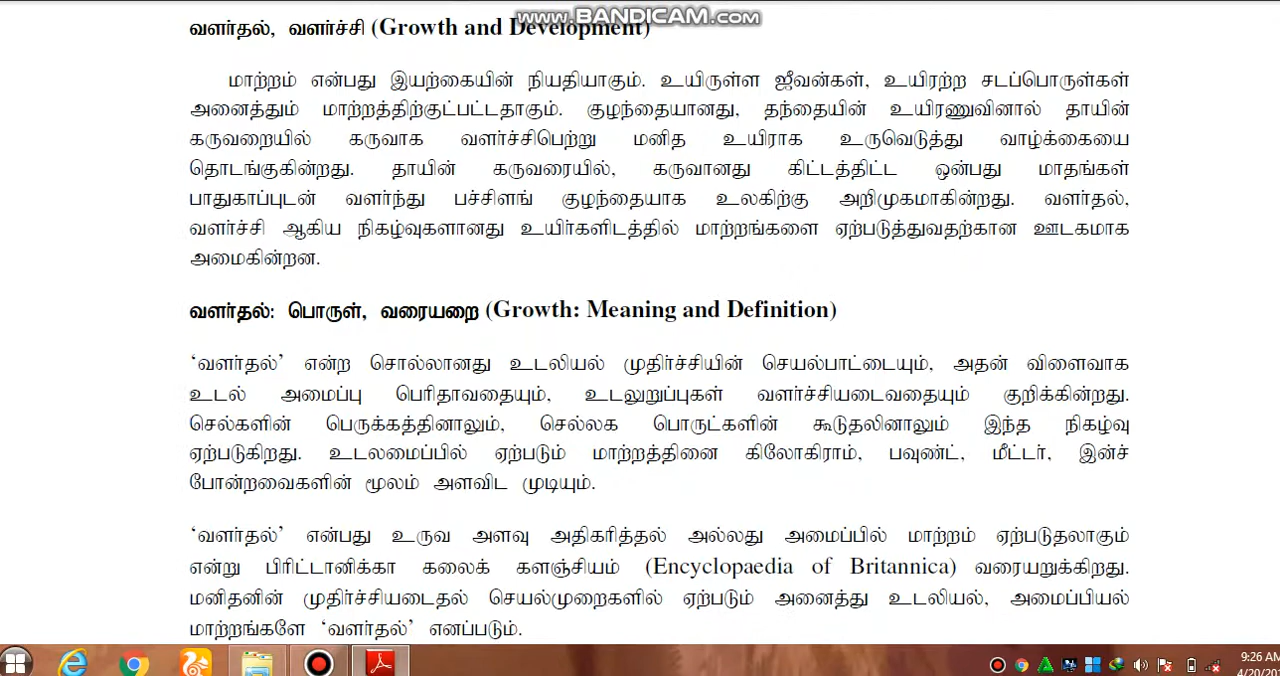 www.BANDICAM.com
வளர்தல், வளர்ச்சி (Growth and Development)
மாற்றம் என்பது இயற்கையின் நியதியாகும். உயிருள்ள ஜீவன்கள், உயிரற்ற சடப்பொருள்கள்
அனைத்தும் மாற்றத்திற்குட்பட்டதாகும். குழந்தையானது, தந்தையின் உயிரணுவினால் தாயின்
கருவறையில் கருவாக வளர்ச்சிபெற்று மனித உயிராக உருவெடுத்து வாழ்க்கையை
தொடங்குகின்றது. தாயின் கருவரையில், கருவானது கிட்டத்திட்ட ஒன்பது மாதங்கள்
பாதுகாப்புடன் வளர்ந்து பச்சிளங் குழந்தையாக உலகிற்கு அறிமுகமாகின்றது. வளர்தல்,
வளர்ச்சி ஆகிய நிகழ்வுகளானது உயிர்களிடத்தில் மாற்றங்களை ஏற்படுத்துவதற்கான ஊடகமாக
அமைகின்றன.
வளர்தல்: பொருள், வரையறை (Growth: Meaning and Definition)
‘வளர்தல்’ என்ற சொல்லானது உடலியல் முதிர்ச்சியின் செயல்பாட்டையும், அதன் விளைவாக
உடல் அமைப்பு பெரிதாவதையும், உடலுறுப்புகள் வளர்ச்சியடைவதையும் குறிக்கின்றது.
செல்களின் பெருக்கத்தினாலும், செல்லக பொருட்களின் கூடுதலினாலும் இந்த நிகழ்வு
ஏற்படுகிறது. உடலமைப்பில் ஏற்படும் மாற்றத்தினை கிலோகிராம், பவுண்ட், மீட்டர், இன்ச்
போன்றவைகளின் மூலம் அளவிட முடியும்.
‘வளர்தல்’ என்பது உருவ அளவு அதிகரித்தல் அல்லது அமைப்பில் மாற்றம் ஏற்படுதலாகும்
என்று பிரிட்டானிக்கா கலைக் களஞ்சியம் (Encyclopaedia of Britannica) வரையறுக்கிறது.
மனிதனின் முதிர்ச்சியடைதல் செயல்முறைகளில் ஏற்படும் அனைத்து உடலியல், அமைப்பியல்
மாற்றங்களே ‘வளர்தல்’ எனப்படும்.
9:26 AM